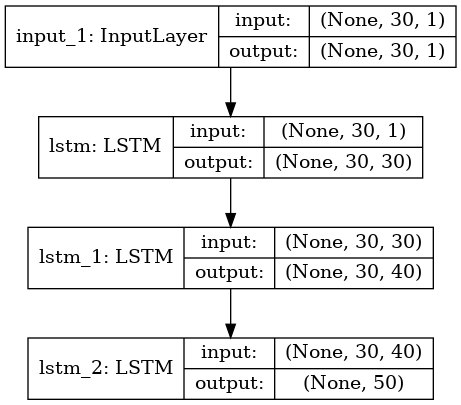 input_1: InputLayer
input:
(None, 30, 1)
output:
(None, 30, 1)
lstm: LSTM
input:
(None, 30, 1)
output:
(None, 30, 30)
lstm_1: LSTM
input:
(None, 30, 30)
output:
(None, 30, 40)
lstm_2: LSTM
input:
(None, 30, 40)
output:
(None, 50)